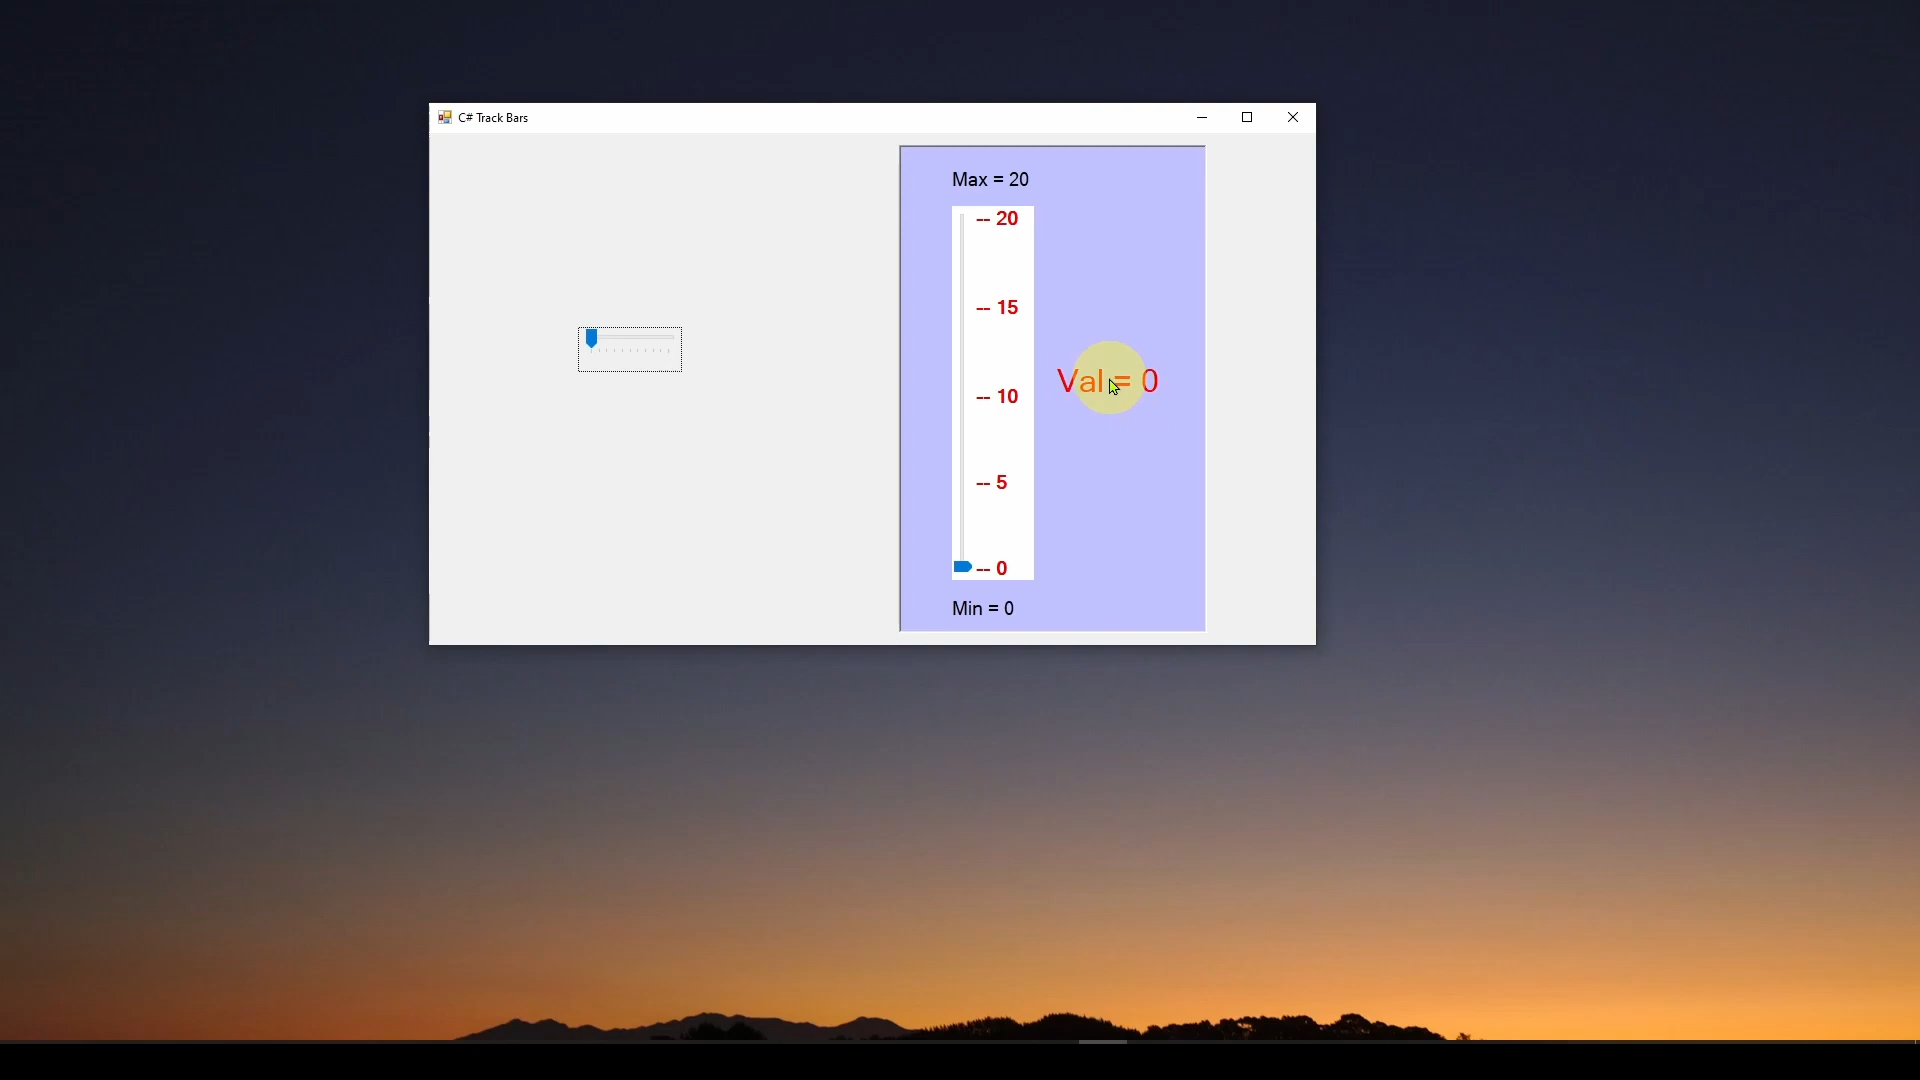 C# Track Bars
Max = 20
-- 20
-- 15
Val = 0
-- 10
-- 5
-- 0
Min = 0